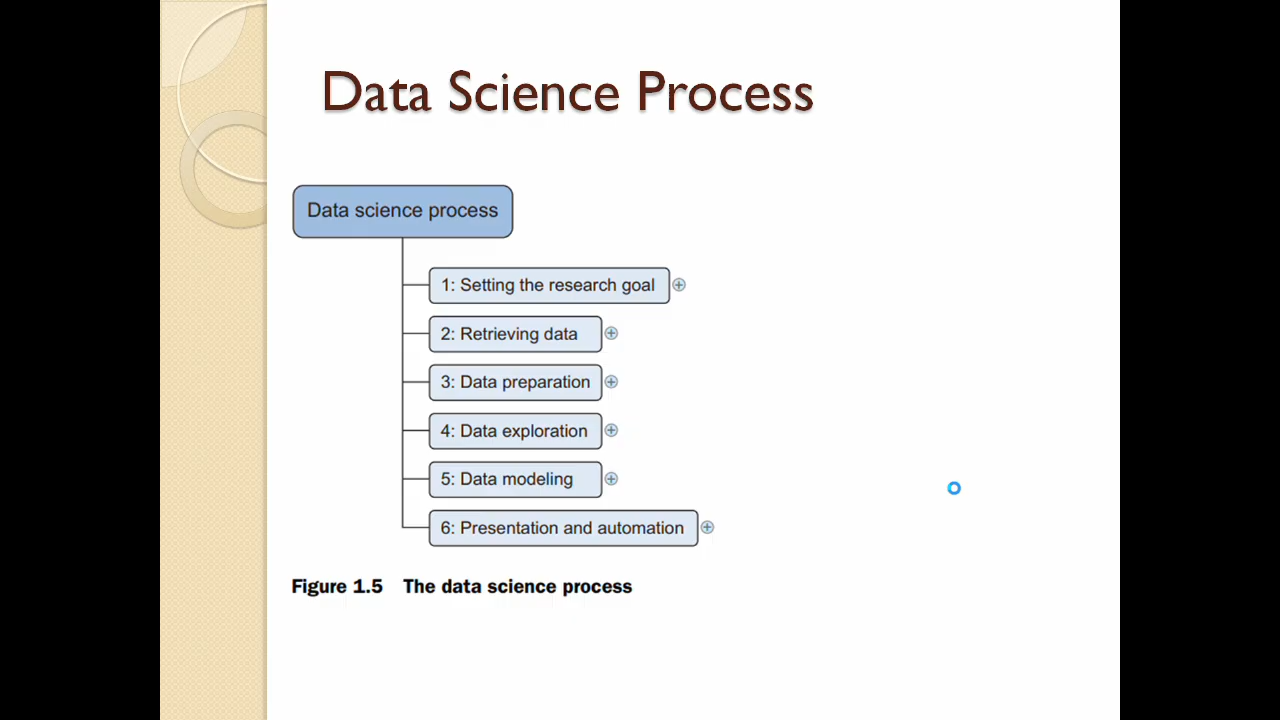 Data Science Process
Data science process
1: Setting the research goal
2: Retrieving data
3: Data preparation
4: Data exploration
5: Data modeling
6: Presentation and automation
Figure 1.5 The data science process